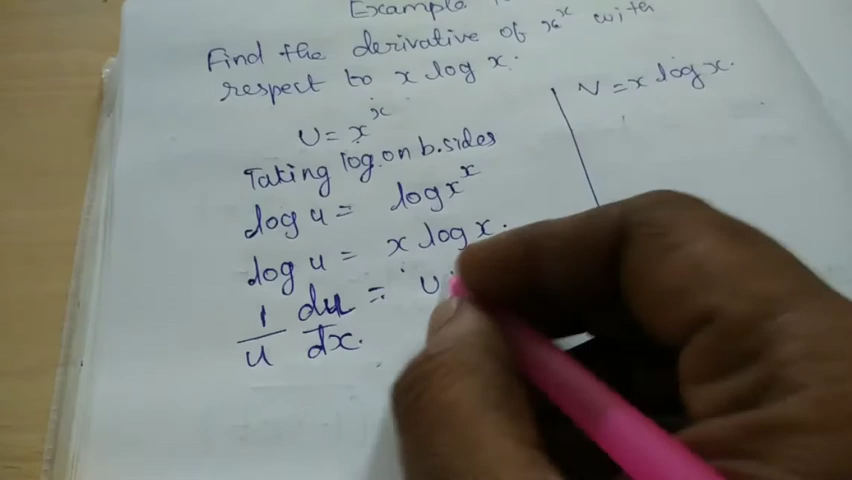 Example
Find the derivative of x^x with
respect to x log x.
U = x^x
Taking log on b.sides
log u = log x^x
log u = x log x.
1/u du/dx =
V = x log x.